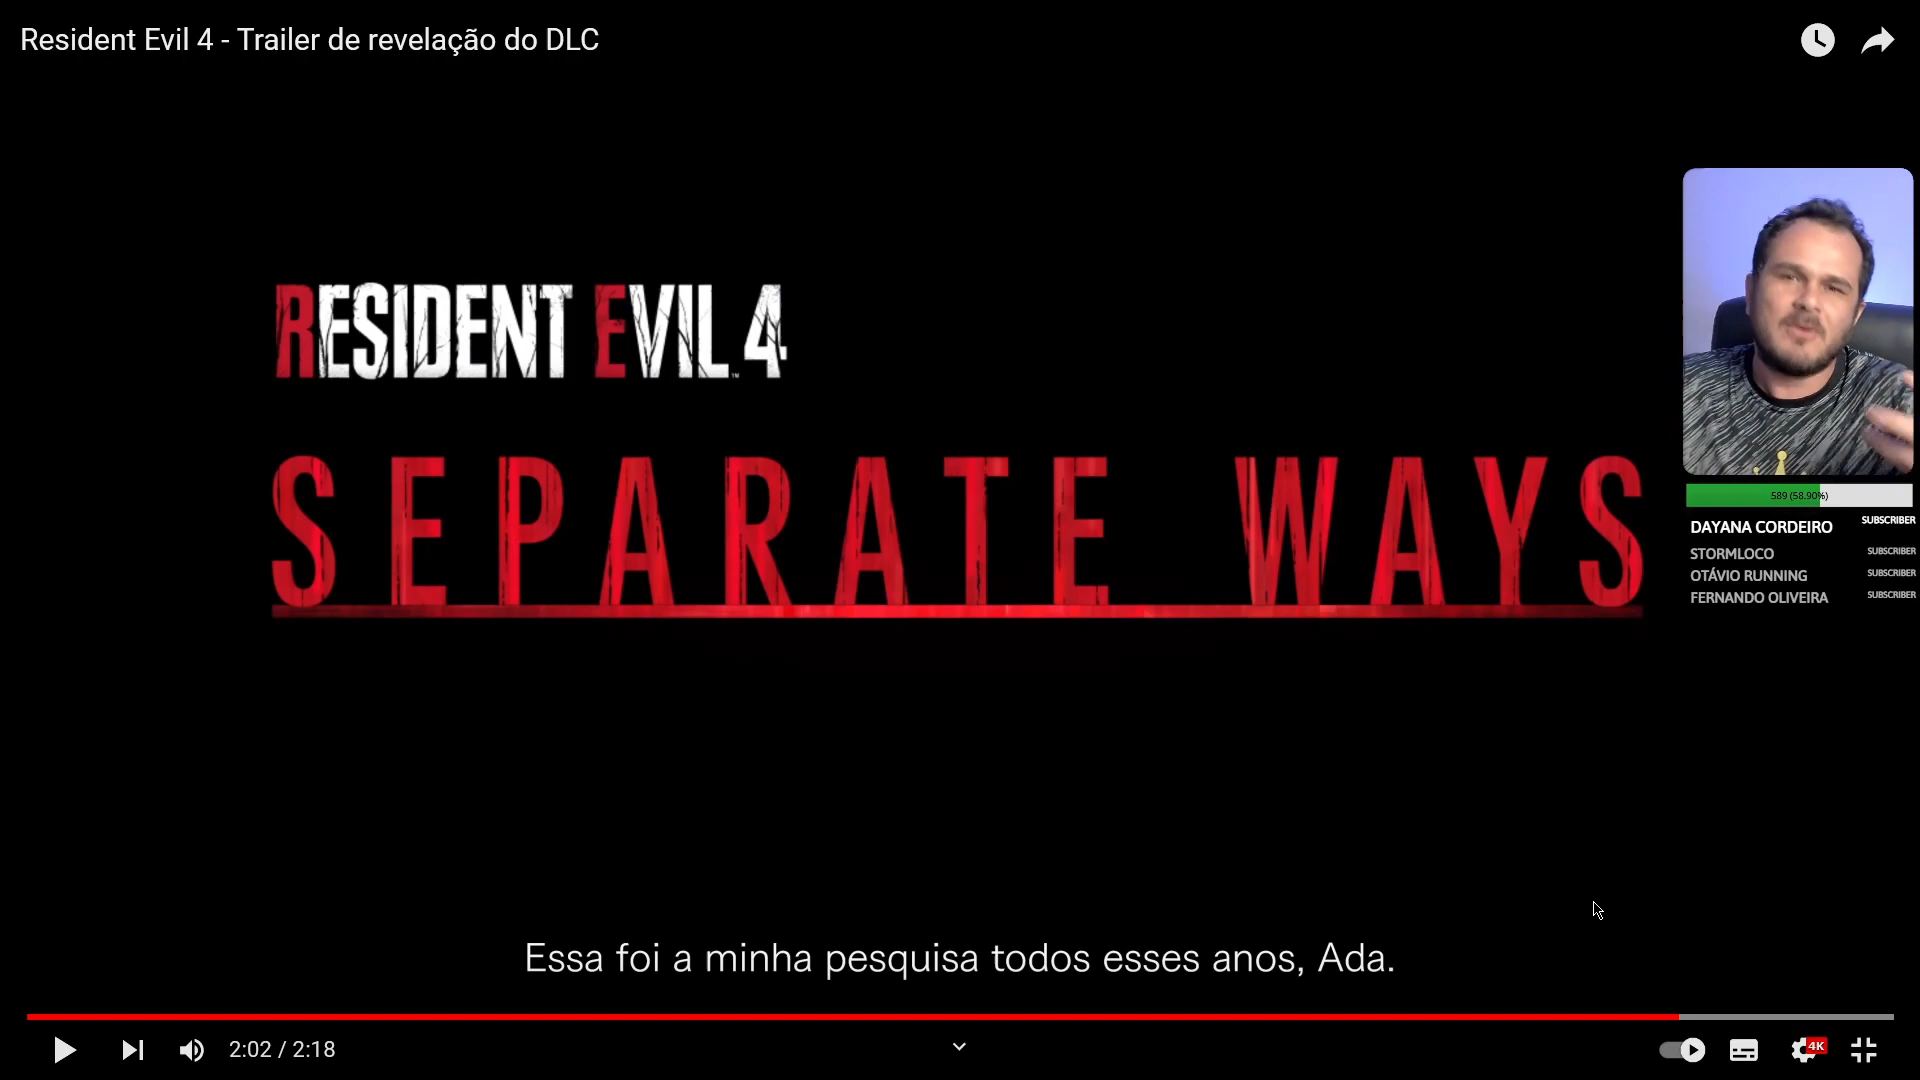 Resident Evil 4 - Trailer de revelação do DLC
RESIDENT EVIL 4
SEPARATE WAYS
589 (58.90%)
DAYANA CORDEIRO SUBSCRIBER
STORMLOCO SUBSCRIBER
OTÁVIO RUNNING SUBSCRIBER
FERNANDO OLIVEIRA SUBSCRIBER
Essa foi a minha pesquisa todos esses anos, Ada.
2:02 / 2:18
4K